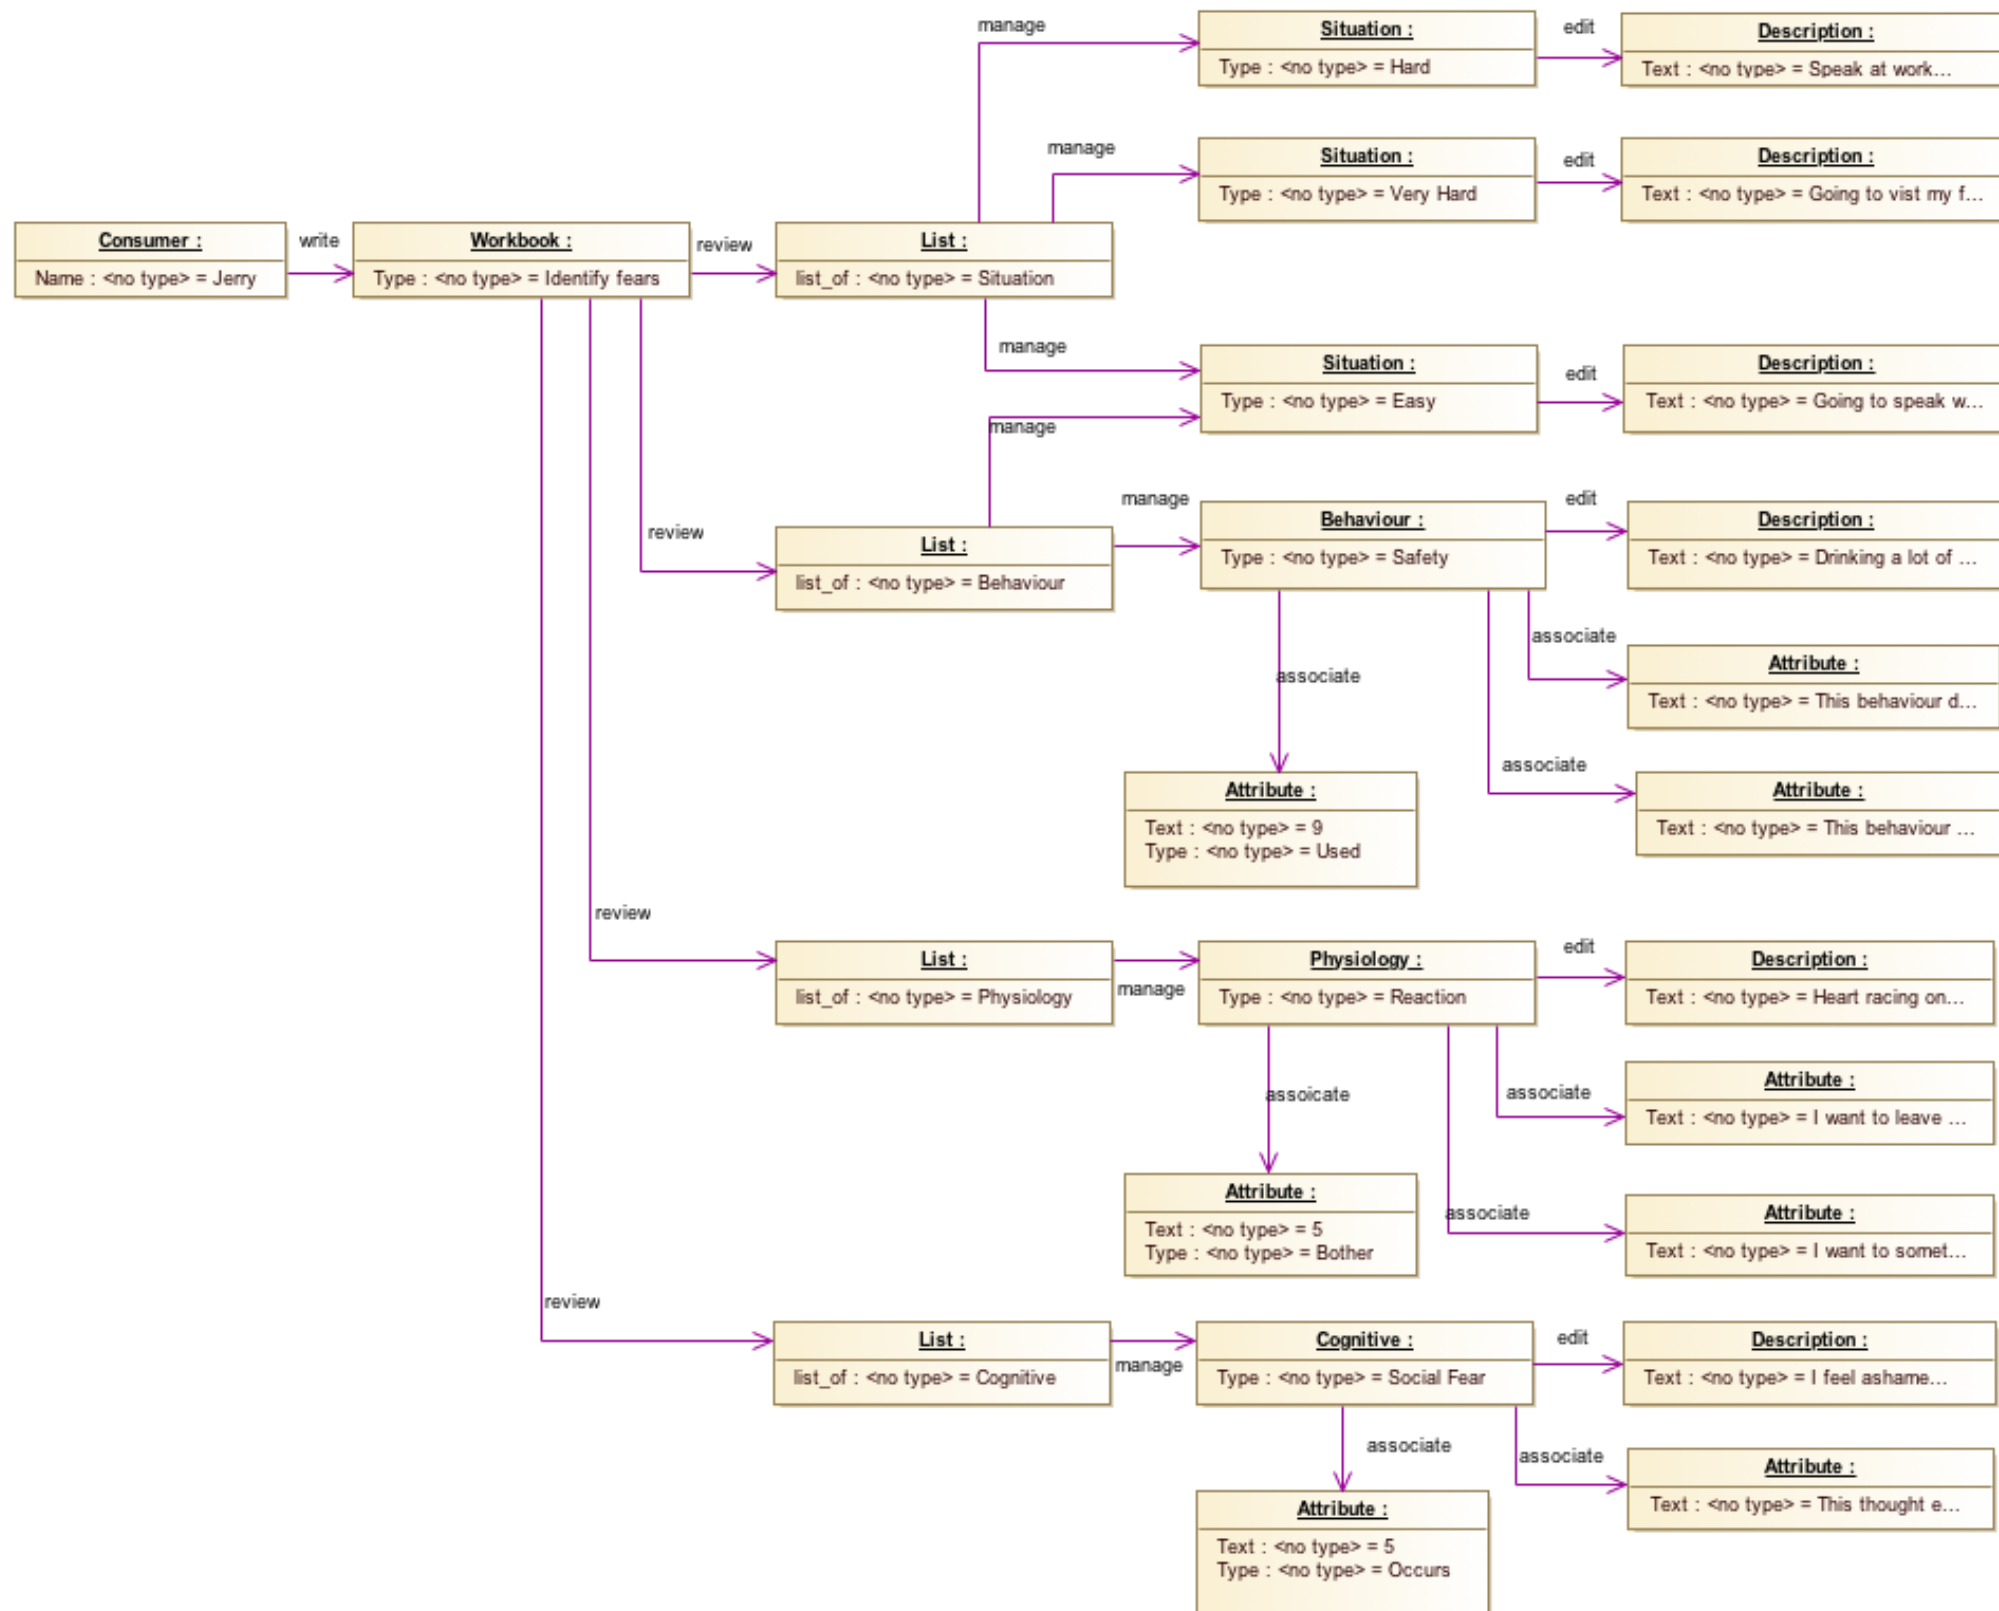 manage
Situation :
Type : <no type> = Hard
edit
Description :
Text : <no type> = Speak at work...
manage
Situation :
Type : <no type> = Very Hard
edit
Description :
Text : <no type> = Going to vist my f...
Consumer :
Name : <no type> = Jerry
write
Workbook :
Type : <no type> = Identify fears
review
List :
list_of : <no type> = Situation
manage
Situation :
Type : <no type> = Easy
edit
Description :
Text : <no type> = Going to speak w...
manage
review
List :
list_of : <no type> = Behaviour
manage
Behaviour :
Type : <no type> = Safety
edit
Description :
Text : <no type> = Drinking a lot of ...
associate
Attribute :
Text : <no type> = This behaviour d...
associate
Attribute :
Text : <no type> = 9
Type : <no type> = Used
associate
Attribute :
Text : <no type> = This behaviour ...
review
List :
list_of : <no type> = Physiology
manage
Physiology :
Type : <no type> = Reaction
edit
Description :
Text : <no type> = Heart racing on...
associate
Attribute :
Text : <no type> = I want to leave ...
assoicate
Attribute :
Text : <no type> = 5
Type : <no type> = Bother
associate
Attribute :
Text : <no type> = I want to somet...
review
List :
list_of : <no type> = Cognitive
manage
Cognitive :
Type : <no type> = Social Fear
edit
Description :
Text : <no type> = I feel ashame...
associate
Attribute :
Text : <no type> = 5
Type : <no type> = Occurs
associate
Attribute :
Text : <no type> = This thought e...